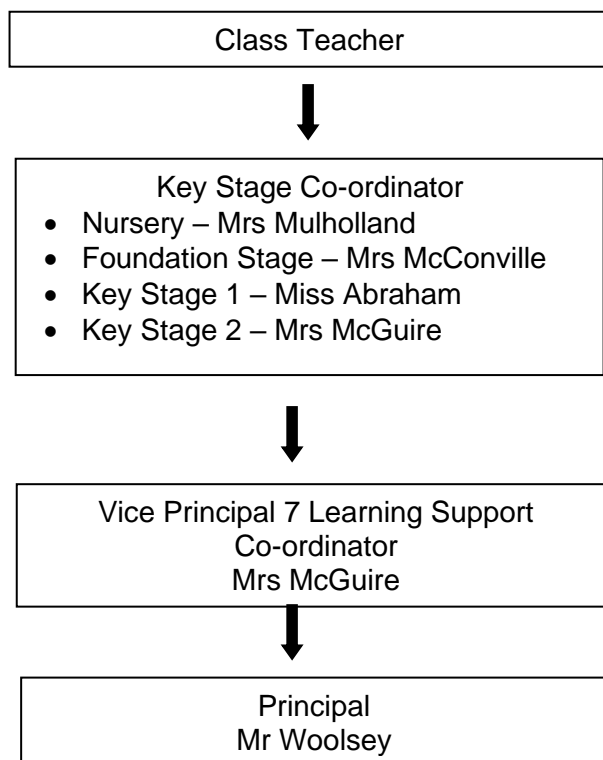 Class Teacher
Key Stage Co-ordinator
• Nursery – Mrs Mulholland
• Foundation Stage – Mrs McConville
• Key Stage 1 – Miss Abraham
• Key Stage 2 – Mrs McGuire
Vice Principal 7 Learning Support
Co-ordinator
Mrs McGuire
Principal
Mr Woolsey